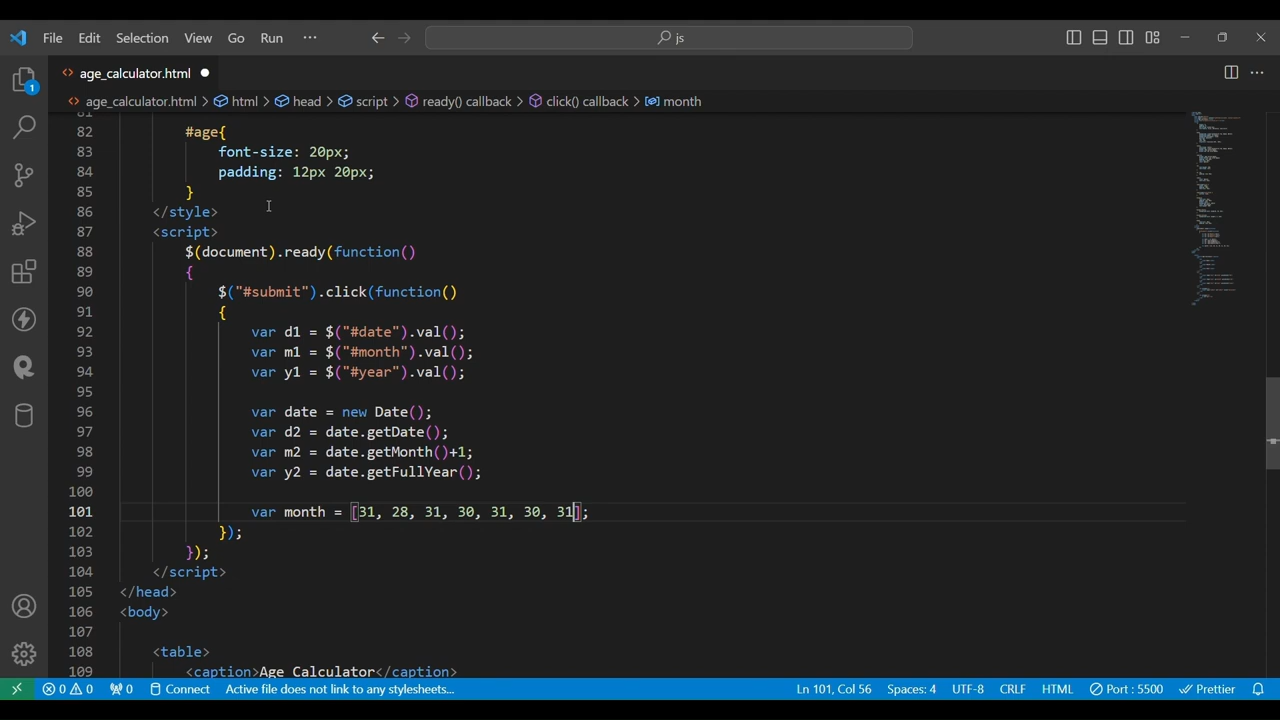 File Edit Selection View Go Run ··· js
age_calculator.html
1
age_calculator.html > html > head > script > ready() callback > click() callback > month
81
82 #age{
83 font-size: 20px;
84 padding: 12px 20px;
85 }
86 </style>
87 <script>
88 $(document).ready(function()
89 {
90 $("#submit").click(function()
91 {
92 var d1 = $("#date").val();
93 var m1 = $("#month").val();
94 var y1 = $("#year").val();
95
96 var date = new Date();
97 var d2 = date.getDate();
98 var m2 = date.getMonth()+1;
99 var y2 = date.getFullYear();
100
101 var month = [31, 28, 31, 30, 31, 30, 31];
102 });
103 });
104 </script>
105 </head>
106 <body>
107
108 <table>
109 <caption>Age Calculator</caption>
0 0 0 Connect Active file does not link to any stylesheets... Ln 101, Col 56 Spaces: 4 UTF-8 CRLF HTML Port : 5500 Prettier